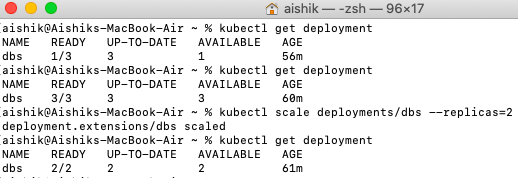 aishik — -zsh — 96×17
[aishik@Aishiks-MacBook-Air ~ % kubectl get deployment
NAME READY UP-TO-DATE AVAILABLE AGE
dbs 1/3 3 1 56m
[aishik@Aishiks-MacBook-Air ~ % kubectl get deployment
NAME READY UP-TO-DATE AVAILABLE AGE
dbs 3/3 3 3 60m
[aishik@Aishiks-MacBook-Air ~ % kubectl scale deployments/dbs --replicas=2
deployment.extensions/dbs scaled
[aishik@Aishiks-MacBook-Air ~ % kubectl get deployment
NAME READY UP-TO-DATE AVAILABLE AGE
dbs 2/2 2 2 61m